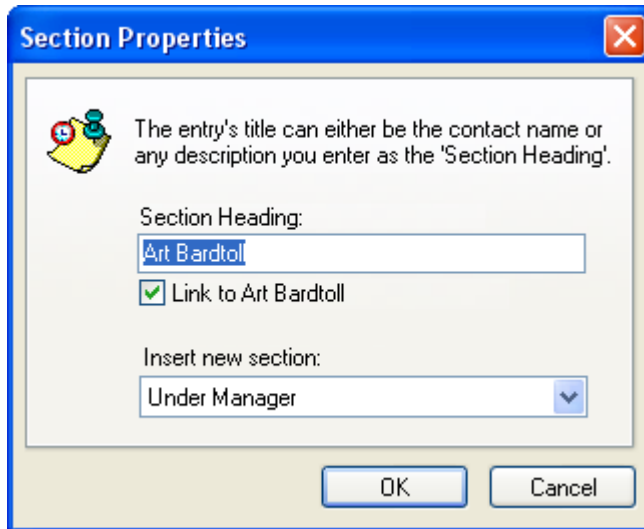 Section Properties
The entry's title can either be the contact name or
any description you enter as the 'Section Heading'.
Section Heading:
Art Bardtoll
Link to Art Bardtoll
Insert new section:
Under Manager
OK
Cancel